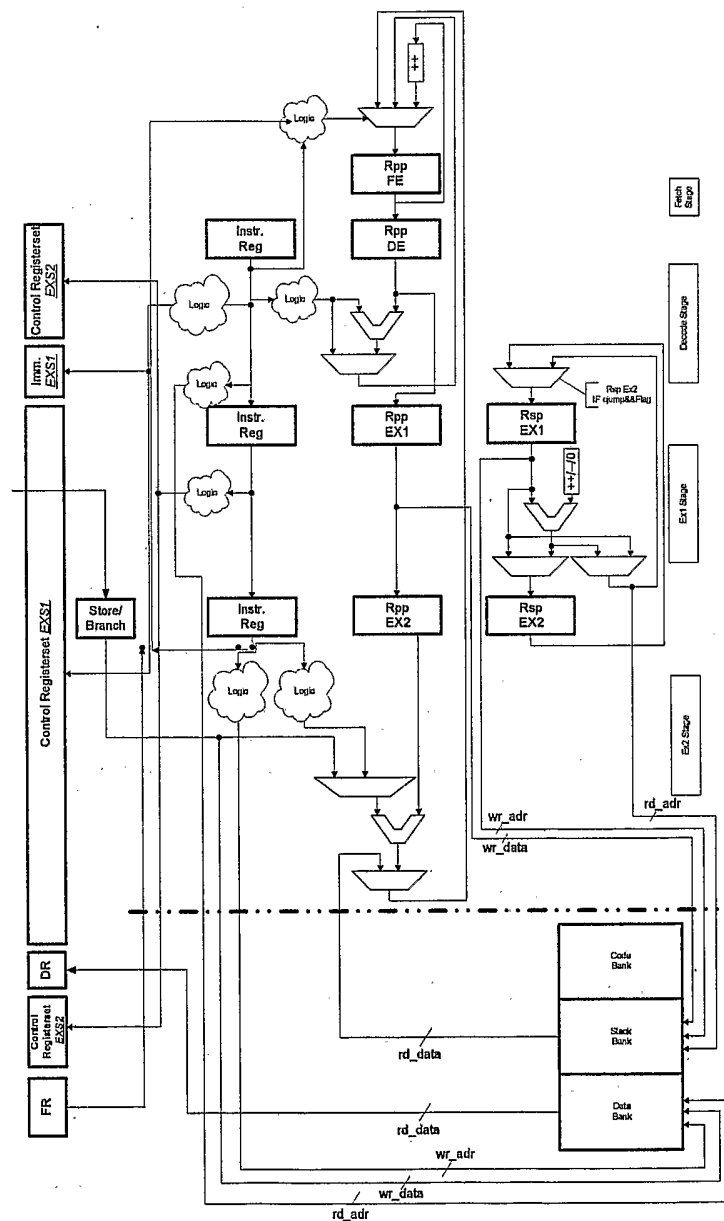 ++
Logic
Rpp
FE
Fetch
Stage
Control Registerset
EXS2
Instr.
Reg
Rpp
DE
Logic
Logic
Decode Stage
Imm.
EXS1
Logic
Rsp Ex2
IF cjump&&Flag
Instr.
Reg
Rpp
EX1
Rsp
EX1
++/--/0
Ex1 Stage
Logic
Control Registerset EXS1
Store/
Branch
Instr.
Reg
Rpp
EX2
Rsp
EX2
Logic
Logic
Ex2 Stage
rd_adr
wr_adr
wr_data
Code
Bank
DR
Control
Registerset
EXS2
Stack
Bank
rd_data
FR
Data
Bank
rd_data
wr_adr
wr_data
rd_adr